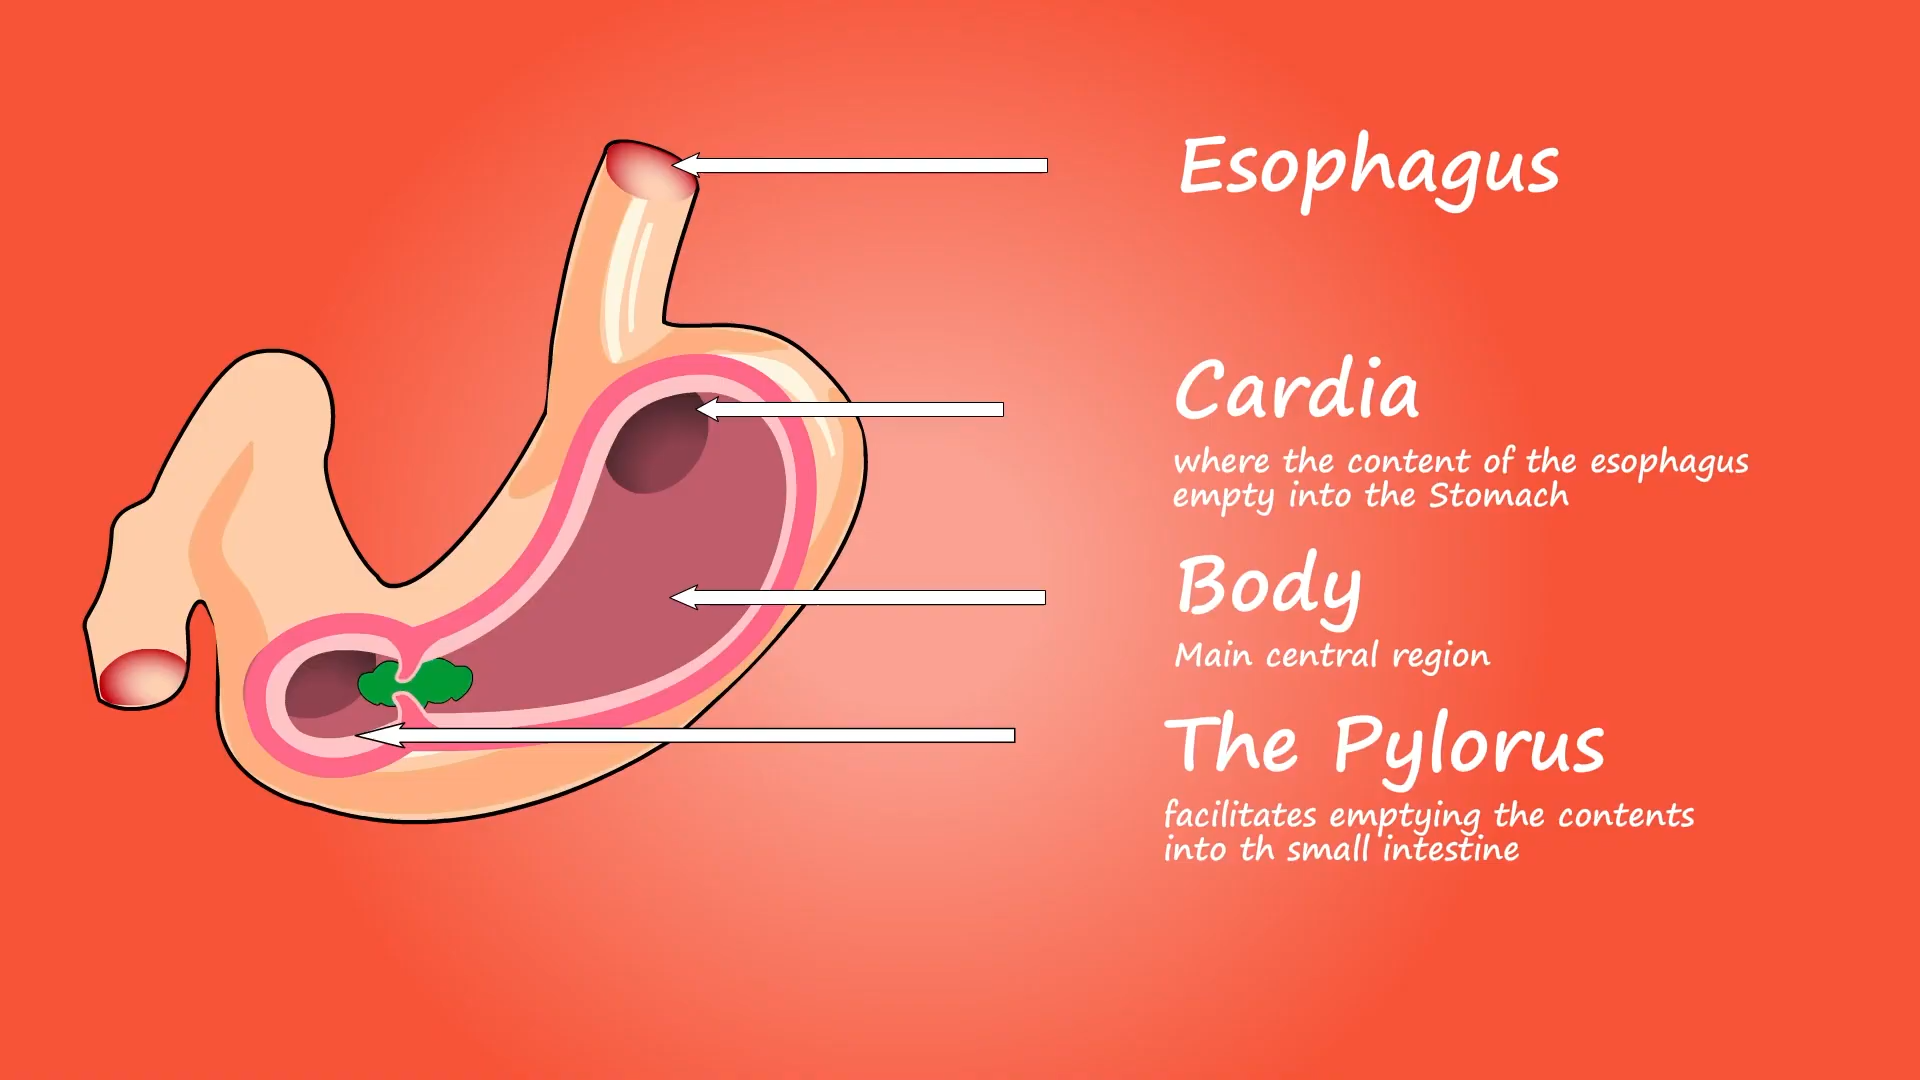 Esophagus
Cardia
where the content of the esophagus
empty into the Stomach
Body
Main central region
The Pylorus
facilitates emptying the contents
into th small intestine